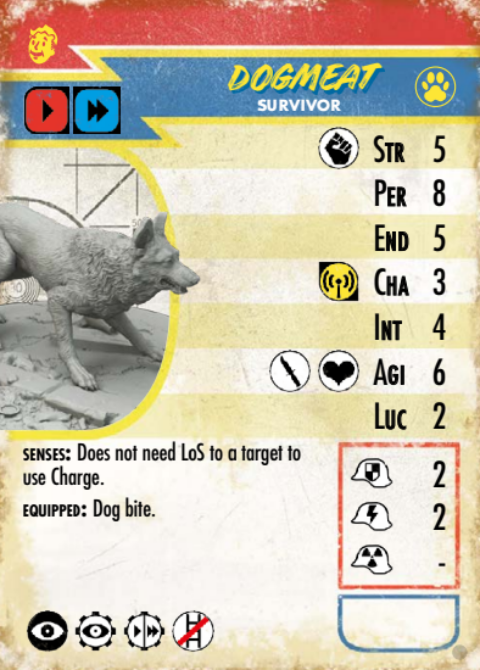 DOGMEAT
SURVIVOR
STR 5
PER 8
END 5
CHA 3
INT 4
AGI 6
LUC 2
SENSES: Does not need LoS to a target to
use Charge.
EQUIPPED: Dog bite.
2
2
-